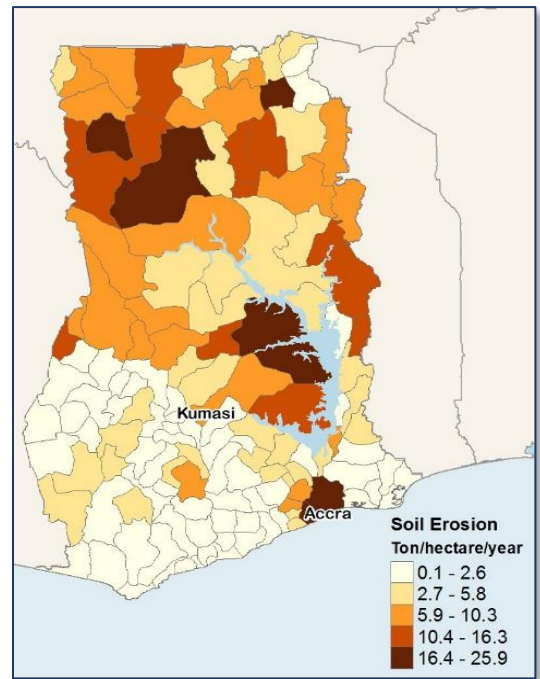 Kumasi
Accra
Soil Erosion
Ton/hectare/year
0.1 - 2.6
2.7 - 5.8
5.9 - 10.3
10.4 - 16.3
16.4 - 25.9